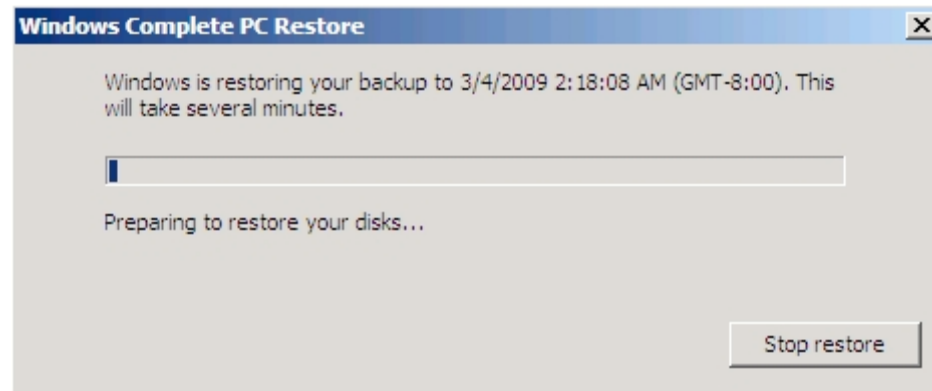 Windows Complete PC Restore
Windows is restoring your backup to 3/4/2009 2:18:08 AM (GMT-8:00). This
will take several minutes.
Preparing to restore your disks...
Stop restore